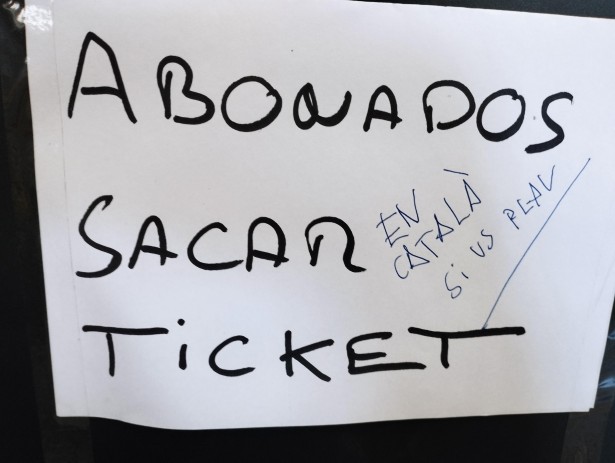 ABONADOS
SACAR
TiCKET
EN
CATALÀ
Si US PLAU